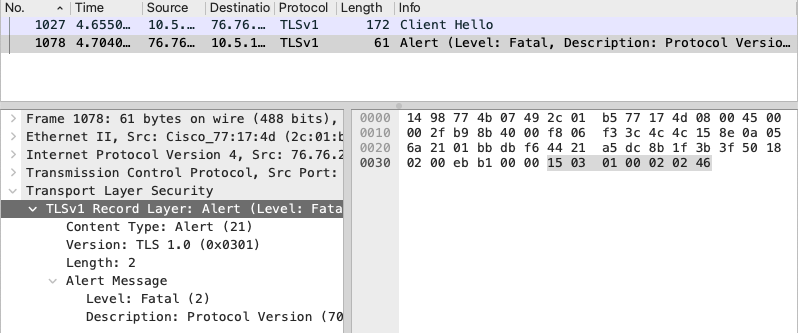 No. Time Source Destinatio Protocol Length Info
1027 4.6550… 10.5.… 76.76.… TLSv1 172 Client Hello
1078 4.7040… 76.76… 10.5.1… TLSv1 61 Alert (Level: Fatal, Description: Protocol Versio…
Frame 1078: 61 bytes on wire (488 bits),
Ethernet II, Src: Cisco_77:17:4d (2c:01:b
Internet Protocol Version 4, Src: 76.76.2
Transmission Control Protocol, Src Port:
Transport Layer Security
TLSv1 Record Layer: Alert (Level: Fata
Content Type: Alert (21)
Version: TLS 1.0 (0x0301)
Length: 2
Alert Message
Level: Fatal (2)
Description: Protocol Version (70
0000 14 98 77 4b 07 49 2c 01 b5 77 17 4d 08 00 45 00
0010 00 2f b9 8b 40 00 f8 06 f3 3c 4c 4c 15 8e 0a 05
0020 6a 21 01 bb db f6 44 21 a5 dc 8b 1f 3b 3f 50 18
0030 02 00 eb b1 00 00 15 03 01 00 02 02 46